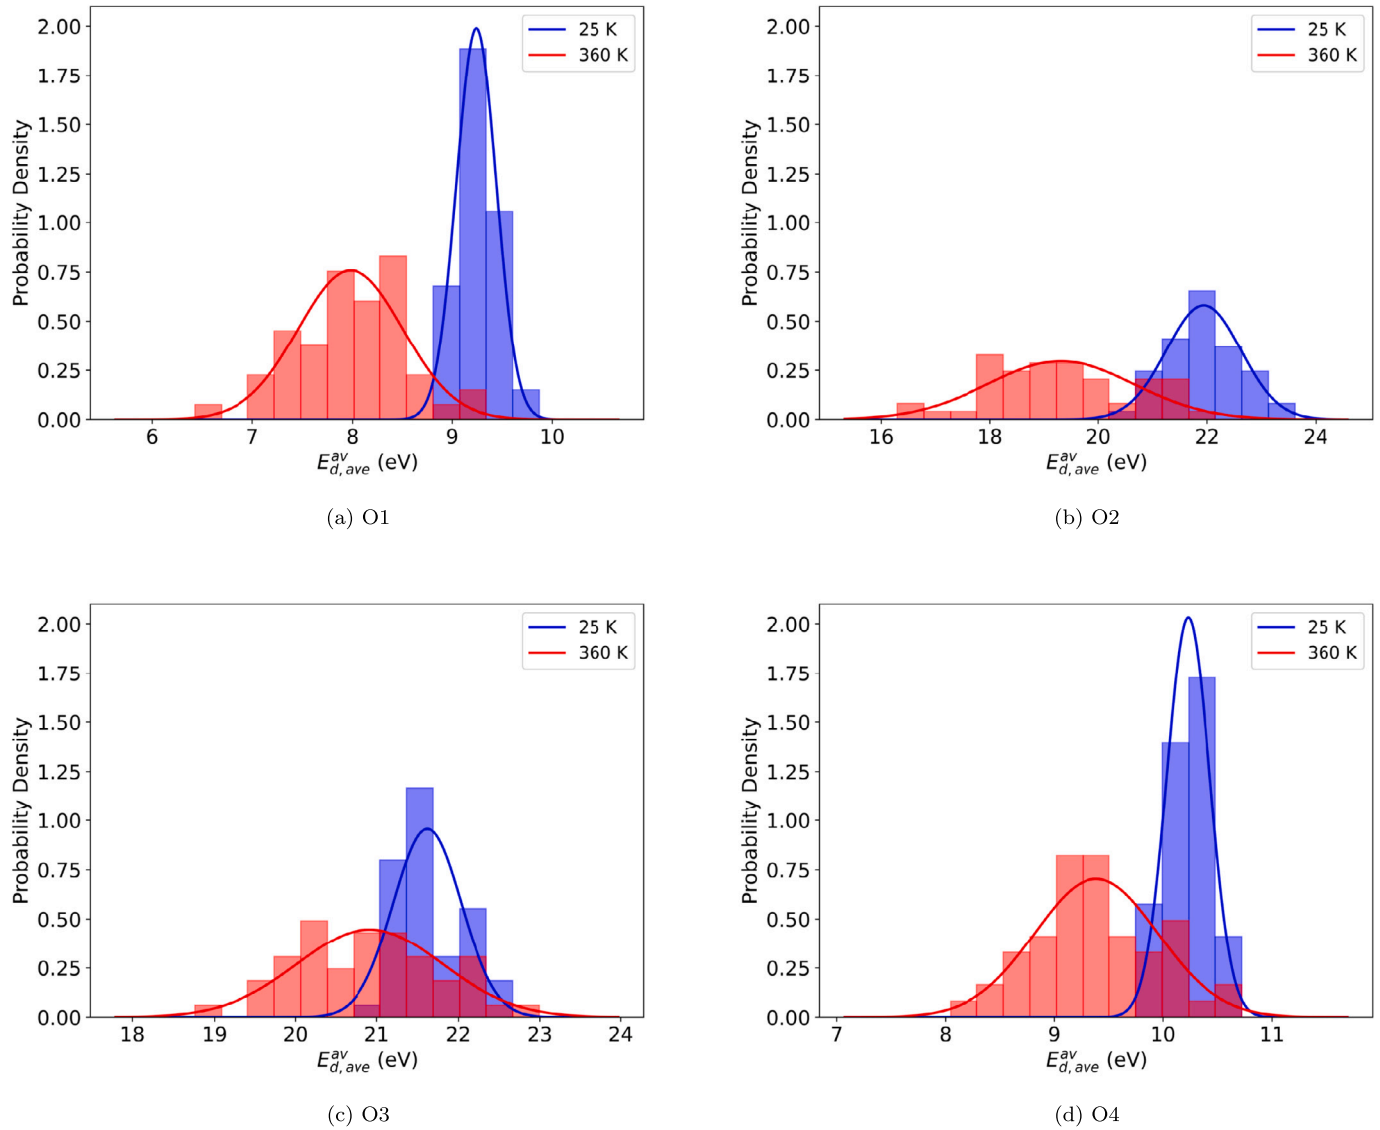 2.00
1.75
1.50
1.25
1.00
0.75
0.50
0.25
0.00
Probability Density
25 K
360 K
6 7 8 9 10
E_{d,ave}^{av} (eV)
(a) O1
2.00
1.75
1.50
1.25
1.00
0.75
0.50
0.25
0.00
Probability Density
25 K
360 K
16 18 20 22 24
E_{d,ave}^{av} (eV)
(b) O2
2.00
1.75
1.50
1.25
1.00
0.75
0.50
0.25
0.00
Probability Density
25 K
360 K
18 19 20 21 22 23 24
E_{d,ave}^{av} (eV)
(c) O3
2.00
1.75
1.50
1.25
1.00
0.75
0.50
0.25
0.00
Probability Density
25 K
360 K
7 8 9 10 11
E_{d,ave}^{av} (eV)
(d) O4